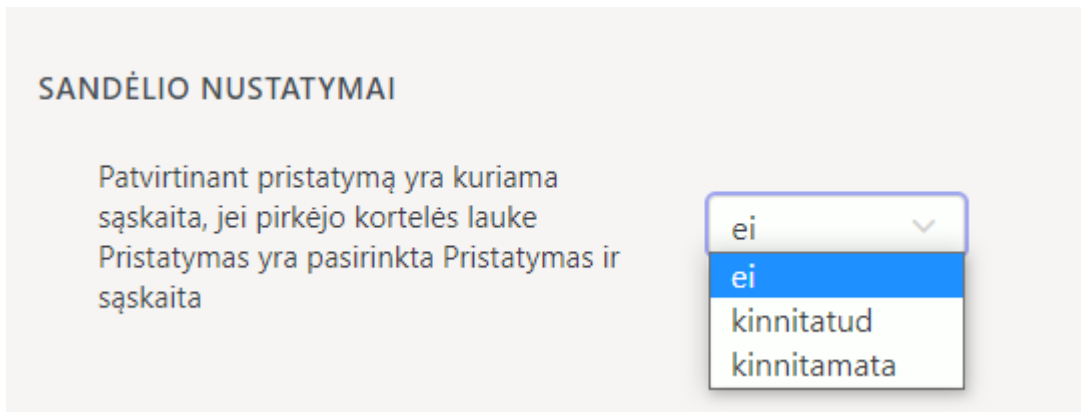 SANDĖLIO NUSTATYMAI
Patvirtinant pristatymą yra kuriama
sąskaita, jei pirkėjo kortelės lauke
Pristatymas yra pasirinkta Pristatymas ir
sąskaita
ei
ei
kinnitatud
kinnitamata